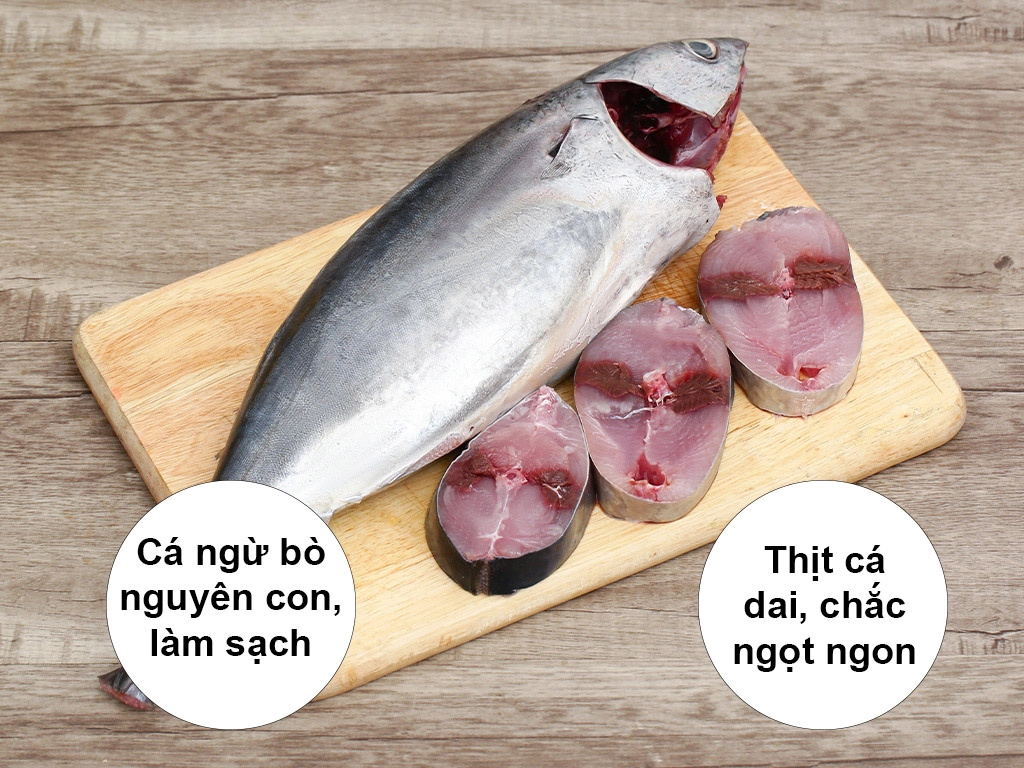 Cá ngừ bò
nguyên con,
làm sạch
Thịt cá
dai, chắc
ngọt ngon